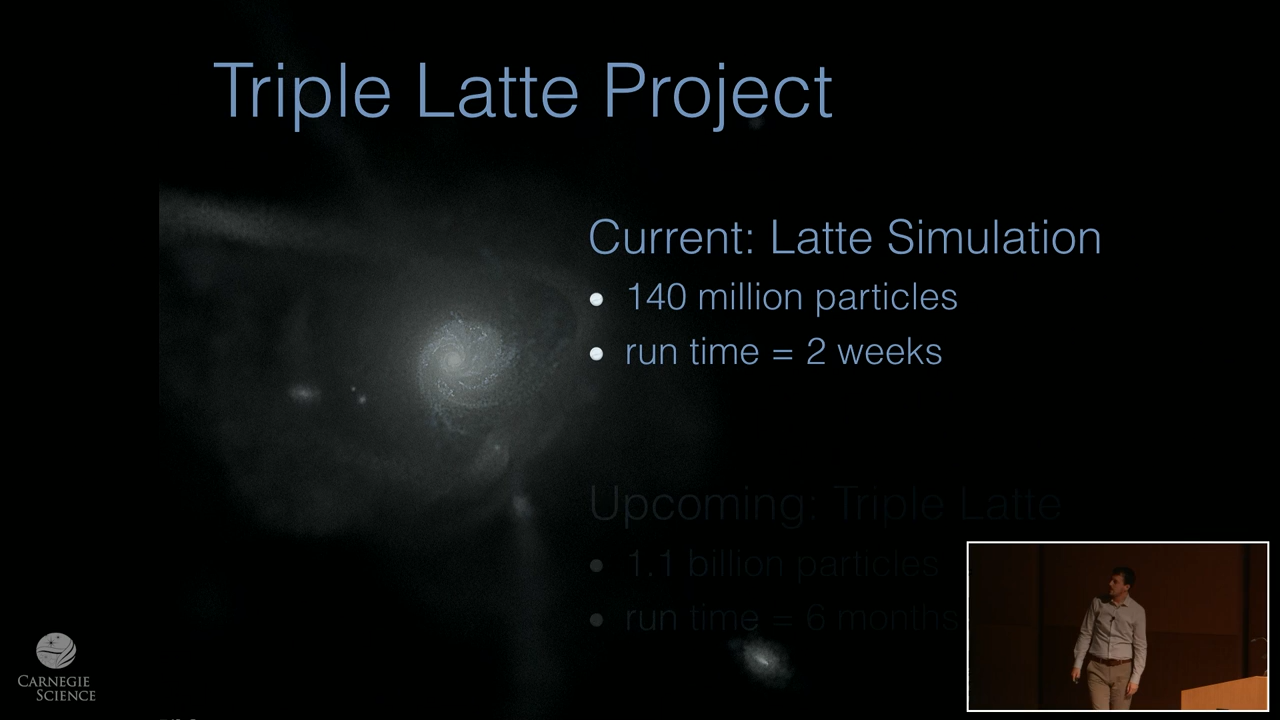 Triple Latte Project
Current: Latte Simulation
• 140 million particles
• run time = 2 weeks
Upcoming: Triple Latte
• 1.1 billion particles
• run time = 6 months
CARNEGIE
SCIENCE